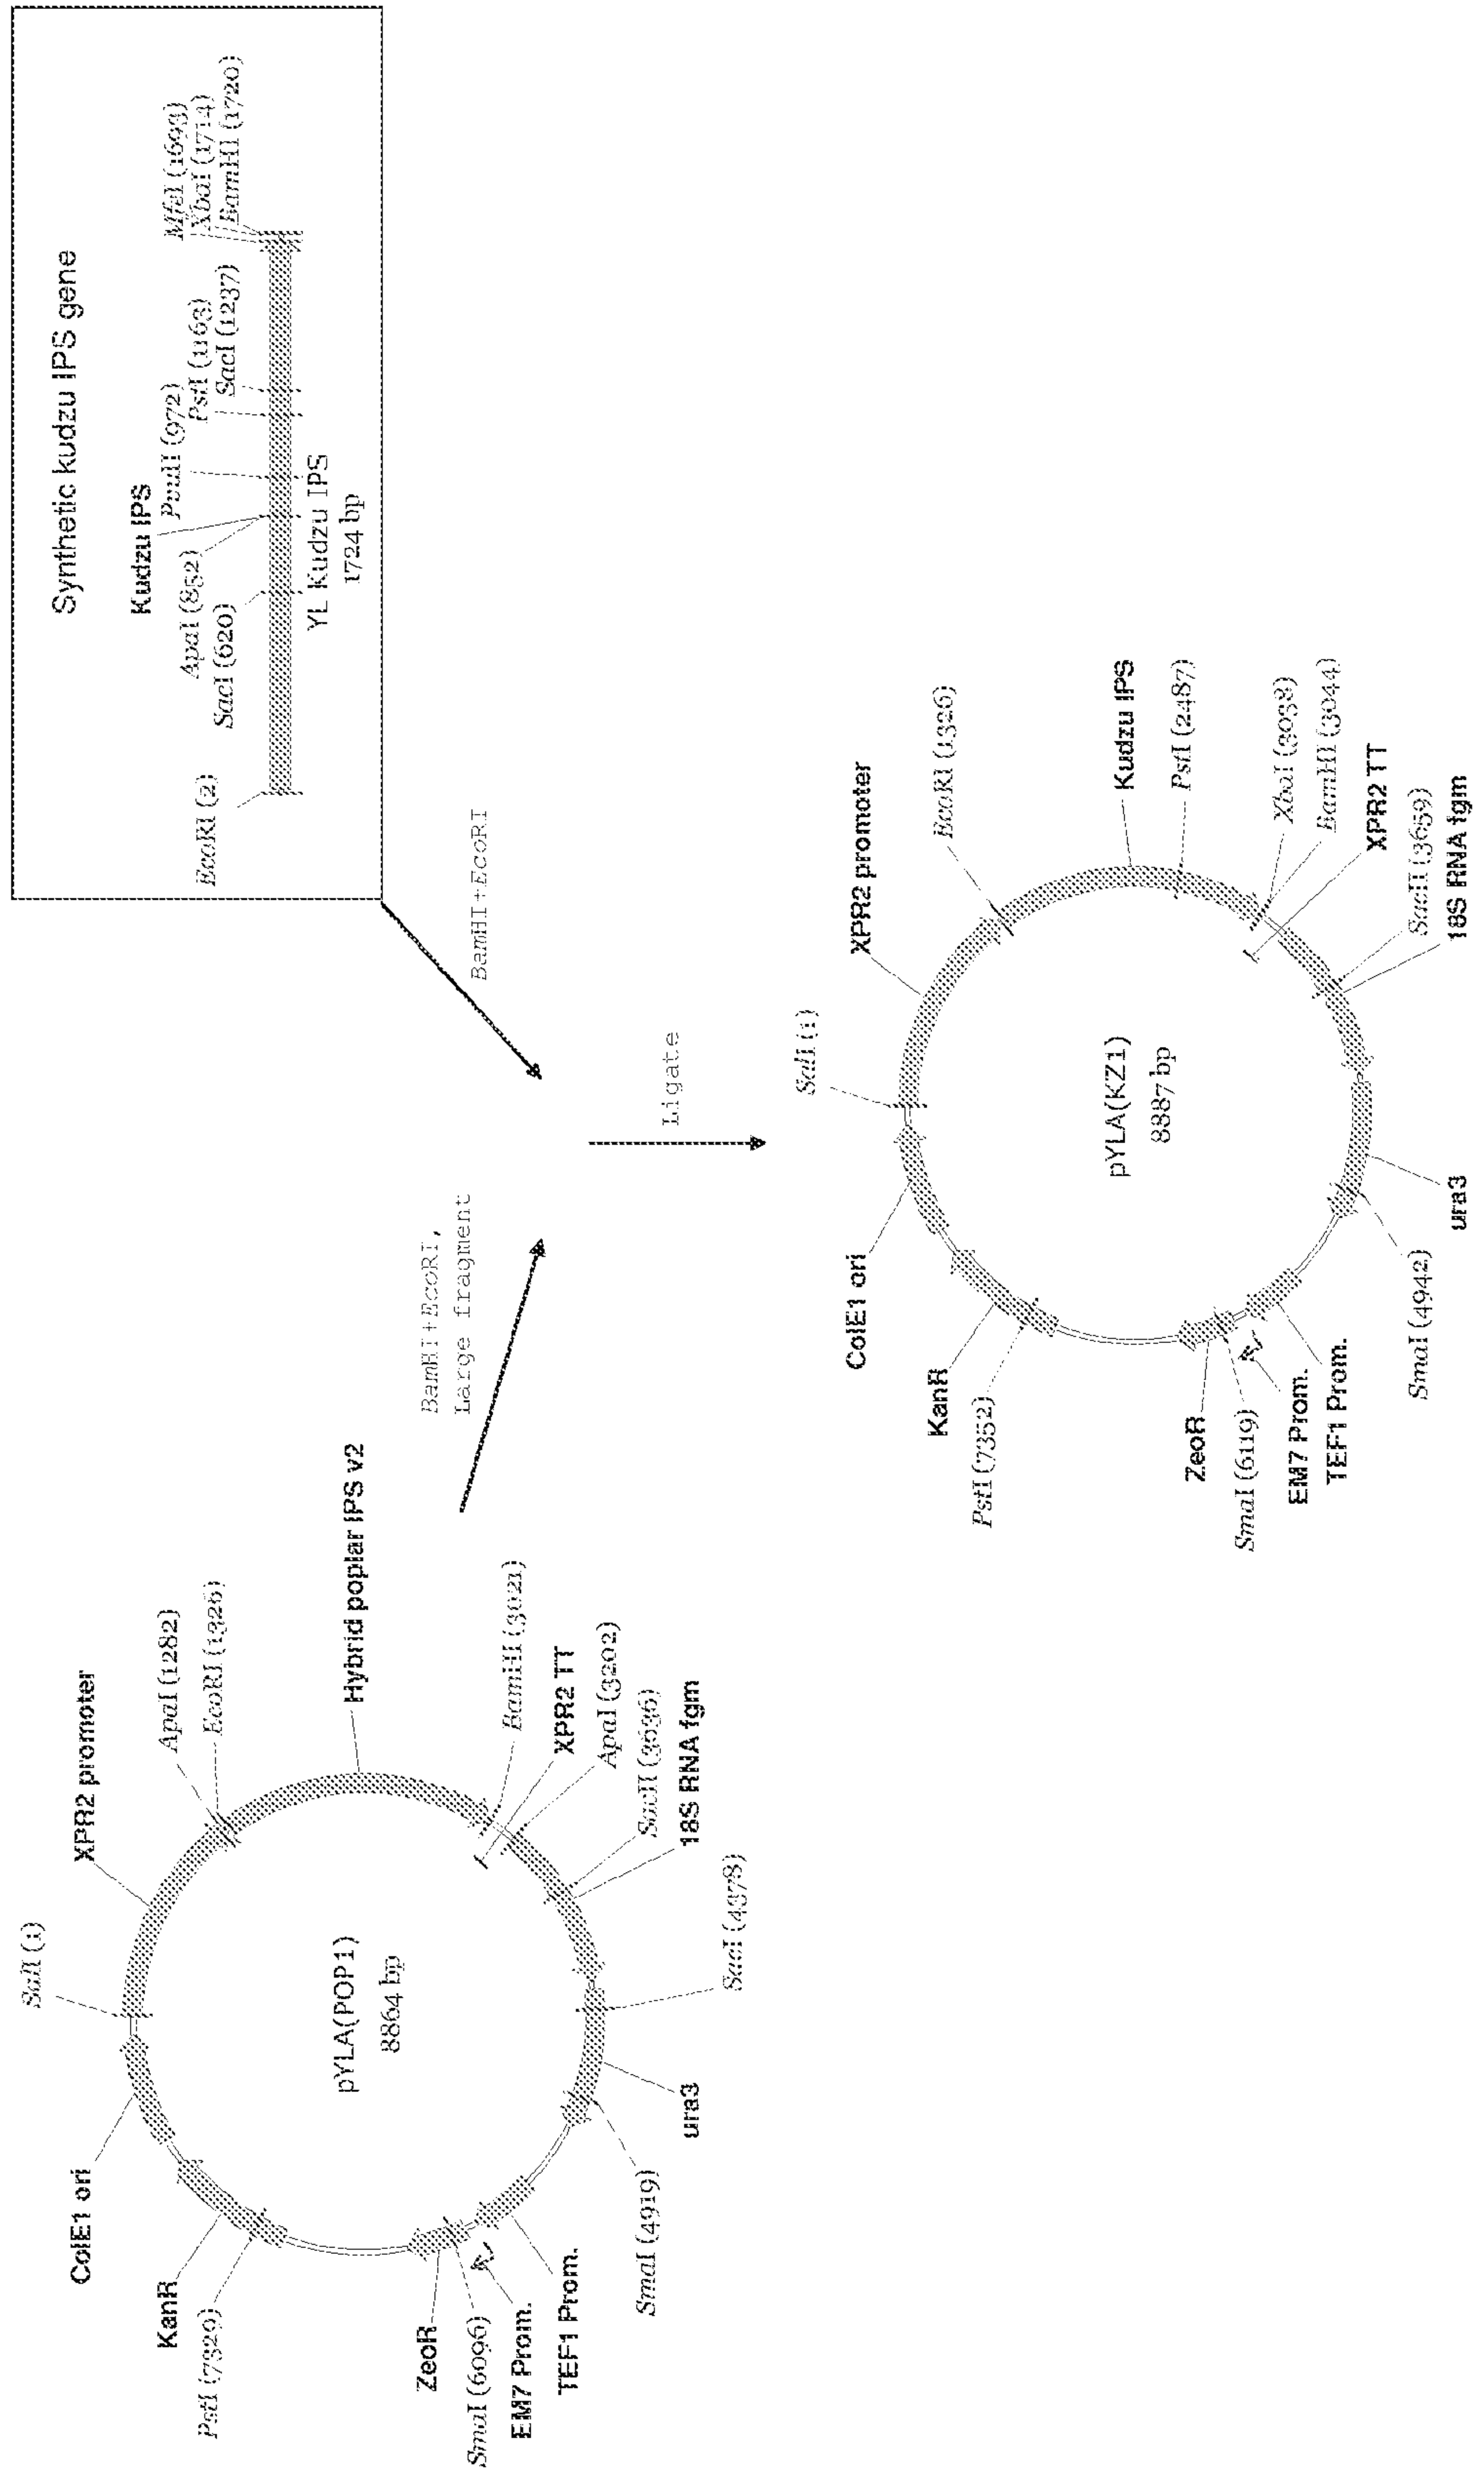 Synthetic kudzu IPS gene
Kudzu IPS
EcoRI (2)
SacI (620)
ApaI (852)
PvuII (972)
PstI (1163)
SacI (1237)
MfeI (1693)
XbaI (1714)
BamHI (1720)
YL Kudzu IPS
1724 bp
BamHI+EcoRI
BamHI+EcoRI,
Large fragment
Ligate
SalI (1)
XPR2 promoter
ApaI (1282)
EcoRI (1326)
Hybrid poplar IPS v2
BamHI (3021)
XPR2 TT
ApaI (3202)
SacII (3636)
18S RNA fgm
SacI (4378)
ura3
SmaI (4919)
TEF1 Prom.
EM7 Prom.
SmaI (6096)
ZeoR
PstI (7329)
KanR
ColE1 ori
pYLA(POP1)
8864 bp
SalI (1)
XPR2 promoter
EcoRI (1326)
Kudzu IPS
PstI (2487)
XbaI (3038)
BamHI (3044)
XPR2 TT
SacII (3659)
18S RNA fgm
ura3
SmaI (4942)
TEF1 Prom.
EM7 Prom.
SmaI (6119)
ZeoR
PstI (7352)
KanR
ColE1 ori
pYLA(KZ1)
8887 bp